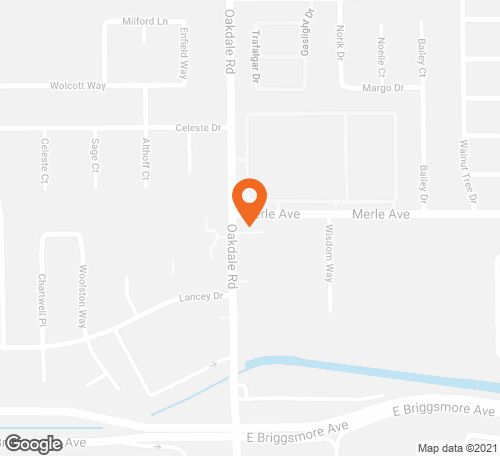 Milford Ln
Enfield Way
Oakdale Rd
Trafalgar Dr
Gaslight Dr
Norik Dr
Noelle Ct
Bailey Ct
Wolcott Way
Margo Dr
Celeste Dr
Celeste Ct
Sage Ct
Althoff Ct
Bailey Dr
Walnut Tree Dr
Merle Ave
Merle Ave
Oakdale Rd
Wisdom Way
Chartwell Pl
Woolston Way
Lancey Dr
E Briggsmore Ave
E Briggsmore Ave
Ave
Google
Map data ©2021